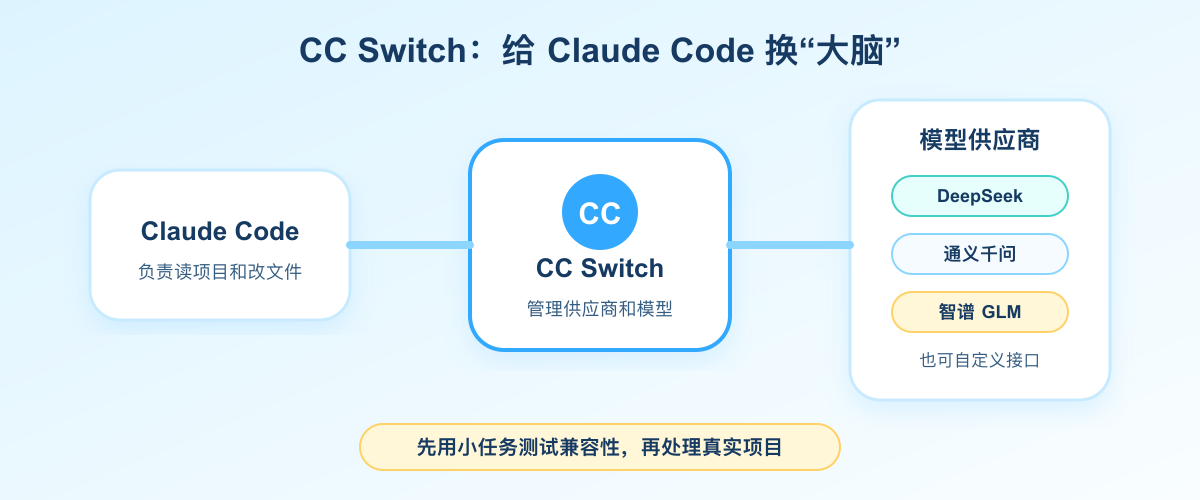 CC Switch：给 Claude Code 换“大脑”
Claude Code
负责读项目和改文件
CC
CC Switch
管理供应商和模型
模型供应商
DeepSeek
通义千问
智谱 GLM
也可自定义接口
先用小任务测试兼容性，再处理真实项目